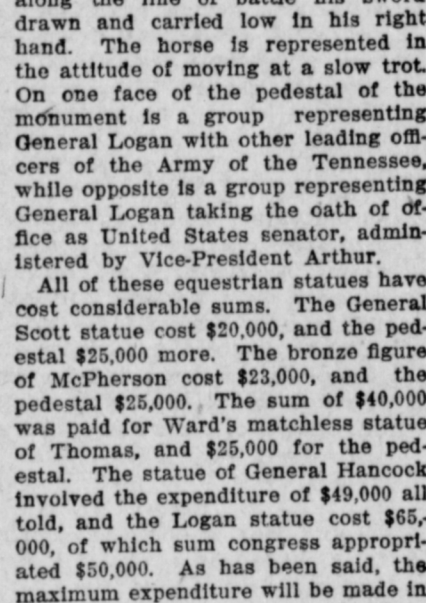 along the line of battle his sword
drawn and carried low in his right
hand. The horse is represented in
the attitude of moving at a slow trot.
On one face of the pedestal of the
monument is a group representing
General Logan with other leading offi-
cers of the Army of the Tennessee,
while opposite is a group representing
General Logan taking the oath of of-
fice as United States senator, admin-
istered by Vice-President Arthur.
All of these equestrian statues have
cost considerable sums. The General
Scott statue cost $20,000, and the ped-
estal $25,000 more. The bronze figure
of McPherson cost $23,000, and the
pedestal $25,000. The sum of $40,000
was paid for Ward's matchless statue
of Thomas, and $25,000 for the ped-
estal. The statue of General Hancock
involved the expenditure of $49,000 all
told, and the Logan statue cost $65,-
000, of which sum congress appropri-
ated $50,000. As has been said, the
maximum expenditure will be made in